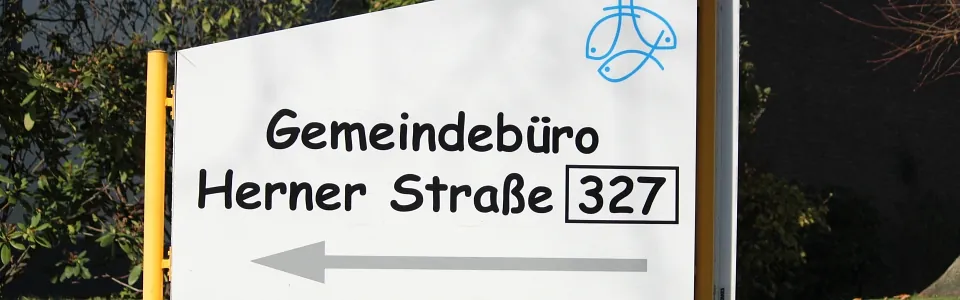 Gemeindebüro
Herner Straße 327